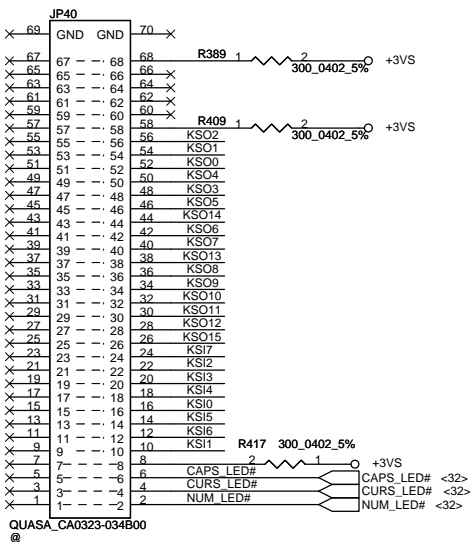 JP40
69 GND GND 70
67 67 68 68 R389 1 2 +3VS
300_0402_5%
65 65 66 66
63 63 64 64
61 61 62 62
59 59 60 60
57 57 58 58 R409 1 2 +3VS
300_0402_5%
55 55 56 56 KSO2
53 53 54 54 KSO1
51 51 52 52 KSO0
49 49 50 50 KSO4
47 47 48 48 KSO3
45 45 46 46 KSO5
43 43 44 44 KSO14
41 41 42 42 KSO6
39 39 40 40 KSO7
37 37 38 38 KSO13
35 35 36 36 KSO8
33 33 34 34 KSO9
31 31 32 32 KSO10
29 29 30 30 KSO11
27 27 28 28 KSO12
25 25 26 26 KSO15
23 23 24 24 KSI7
21 21 22 22 KSI2
19 19 20 20 KSI3
17 17 18 18 KSI4
15 15 16 16 KSI0
13 13 14 14 KSI5
11 11 12 12 KSI6
9 9 10 10 KSI1
R417 300_0402_5%
7 7 8 8 2 1 +3VS
5 5 6 6 CAPS_LED# CAPS_LED# <32>
3 3 4 4 CURS_LED# CURS_LED# <32>
1 1 2 2 NUM_LED# NUM_LED# <32>
QUASA_CA0323-034B00
@